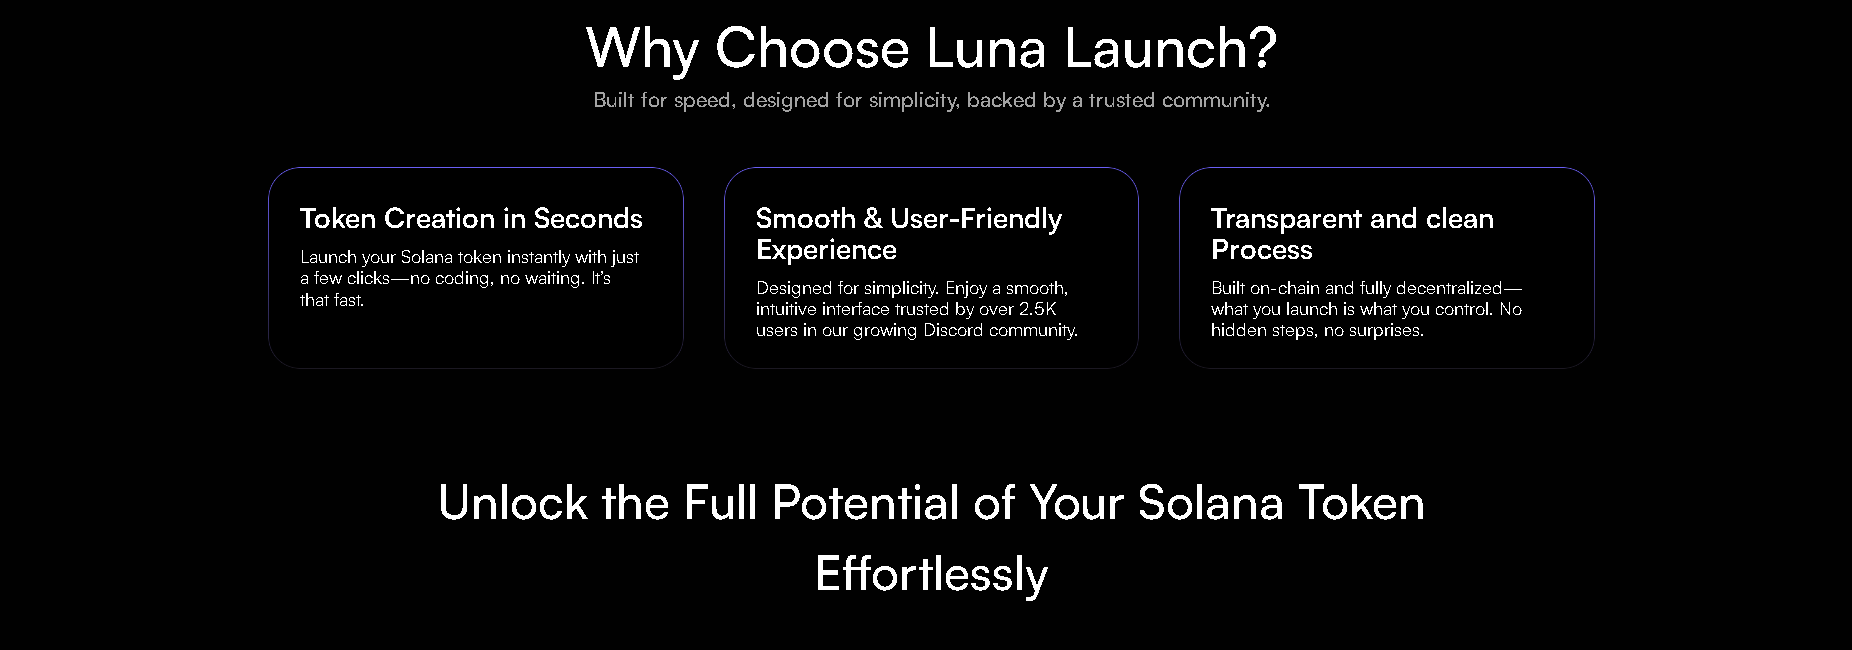 Why Choose Luna Launch?
Built for speed, designed for simplicity, backed by a trusted community.
Token Creation in Seconds
Launch your Solana token instantly with just
a few clicks—no coding, no waiting. It's
that fast.
Smooth & User-Friendly
Experience
Designed for simplicity. Enjoy a smooth,
intuitive interface trusted by over 2.5K
users in our growing Discord community.
Transparent and clean
Process
Built on-chain and fully decentralized—
what you launch is what you control. No
hidden steps, no surprises.
Unlock the Full Potential of Your Solana Token
Effortlessly